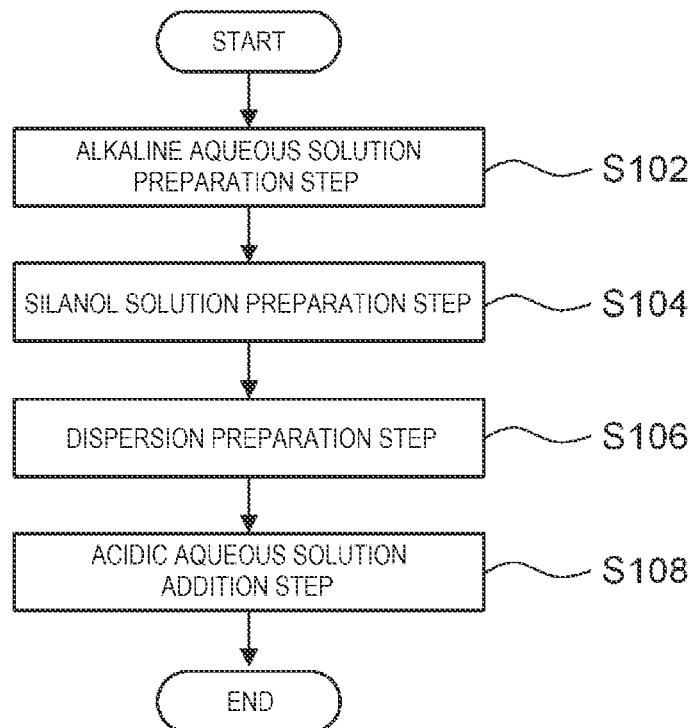 START
ALKALINE AQUEOUS SOLUTION
PREPARATION STEP
S102
SILANOL SOLUTION PREPARATION STEP
S104
DISPERSION PREPARATION STEP
S106
ACIDIC AQUEOUS SOLUTION
ADDITION STEP
S108
END